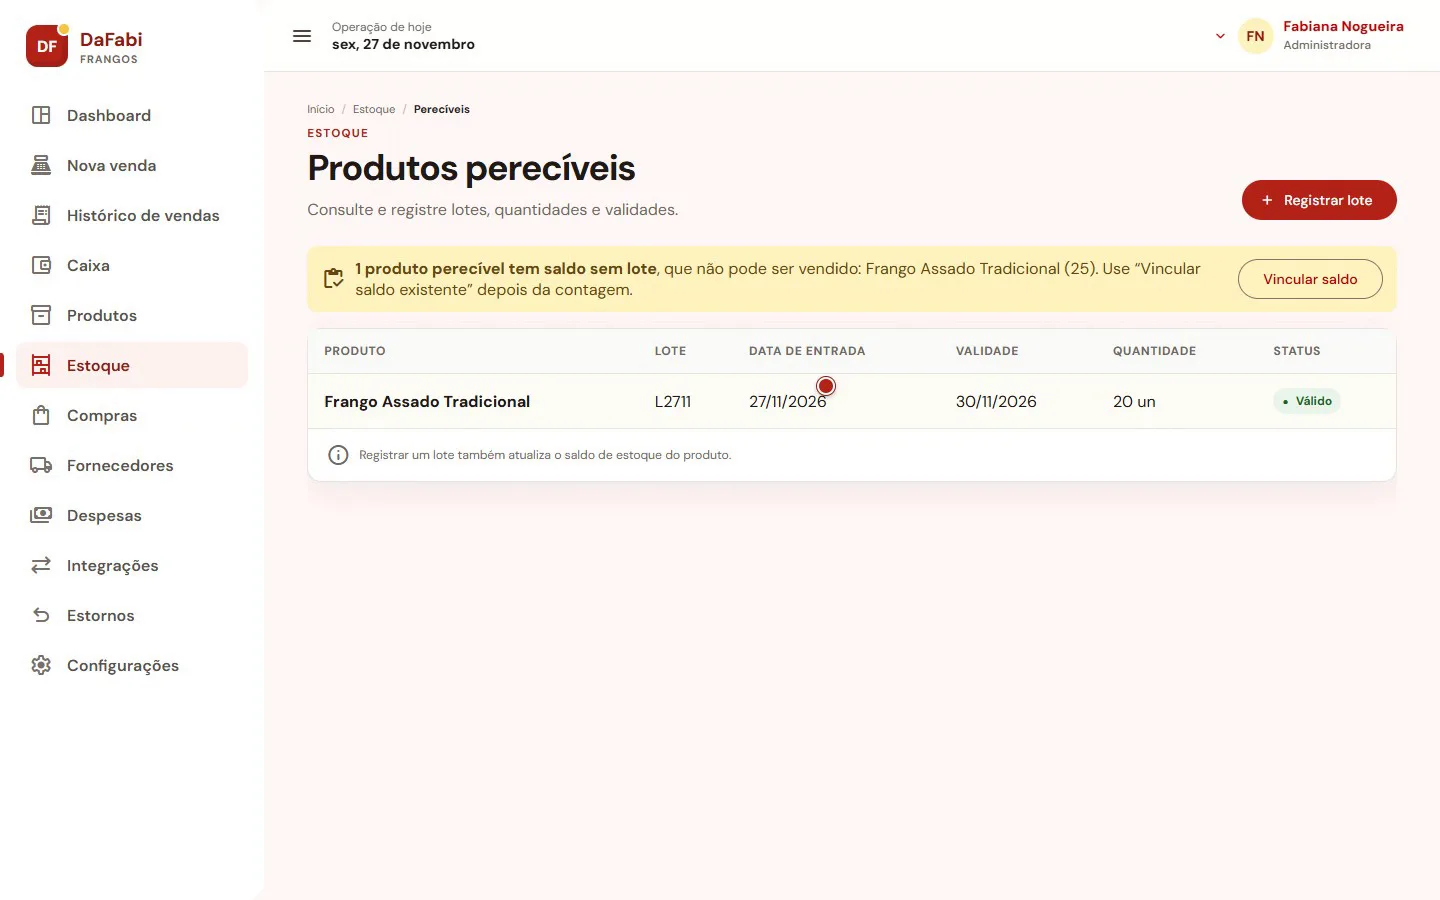 DF
DaFabi
FRANGOS
Dashboard
Nova venda
Histórico de vendas
Caixa
Produtos
Estoque
Compras
Fornecedores
Despesas
Integrações
Estornos
Configurações
Operação de hoje
sex, 27 de novembro
FN
Fabiana Nogueira
Administradora
Início / Estoque / Perecíveis
ESTOQUE
Produtos perecíveis
Consulte e registre lotes, quantidades e validades.
+ Registrar lote
1 produto perecível tem saldo sem lote, que não pode ser vendido: Frango Assado Tradicional (25). Use “Vincular
saldo existente” depois da contagem.
Vincular saldo
PRODUTO LOTE DATA DE ENTRADA VALIDADE QUANTIDADE STATUS
Frango Assado Tradicional L2711 27/11/2026 30/11/2026 20 un • Válido
Registrar um lote também atualiza o saldo de estoque do produto.